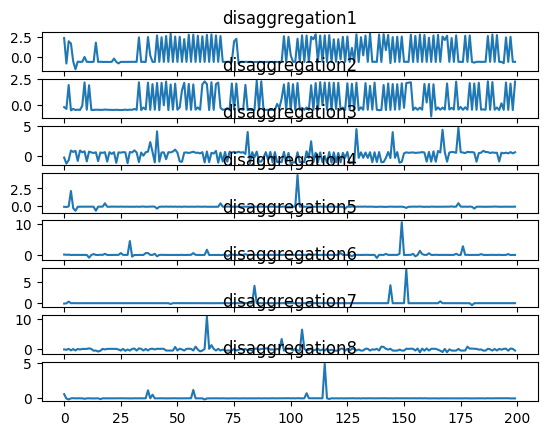 disaggregation1
2.5
0.0
disaggregation2
2.5
0.0
disaggregation3
5
0
disaggregation4
2.5
0.0
disaggregation5
10
0
disaggregation6
5
0
disaggregation7
10
0
disaggregation8
5
0
0 25 50 75 100 125 150 175 200